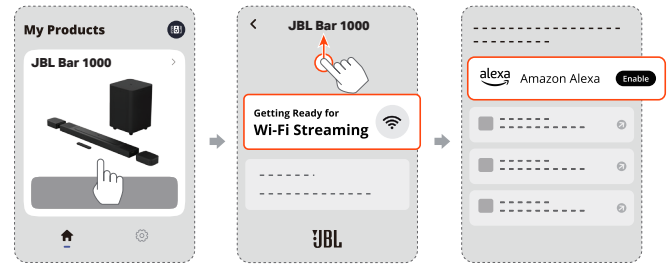 My Products
JBL Bar 1000
JBL Bar 1000
Getting Ready for
Wi-Fi Streaming
JBL
alexa
Amazon Alexa
Enable